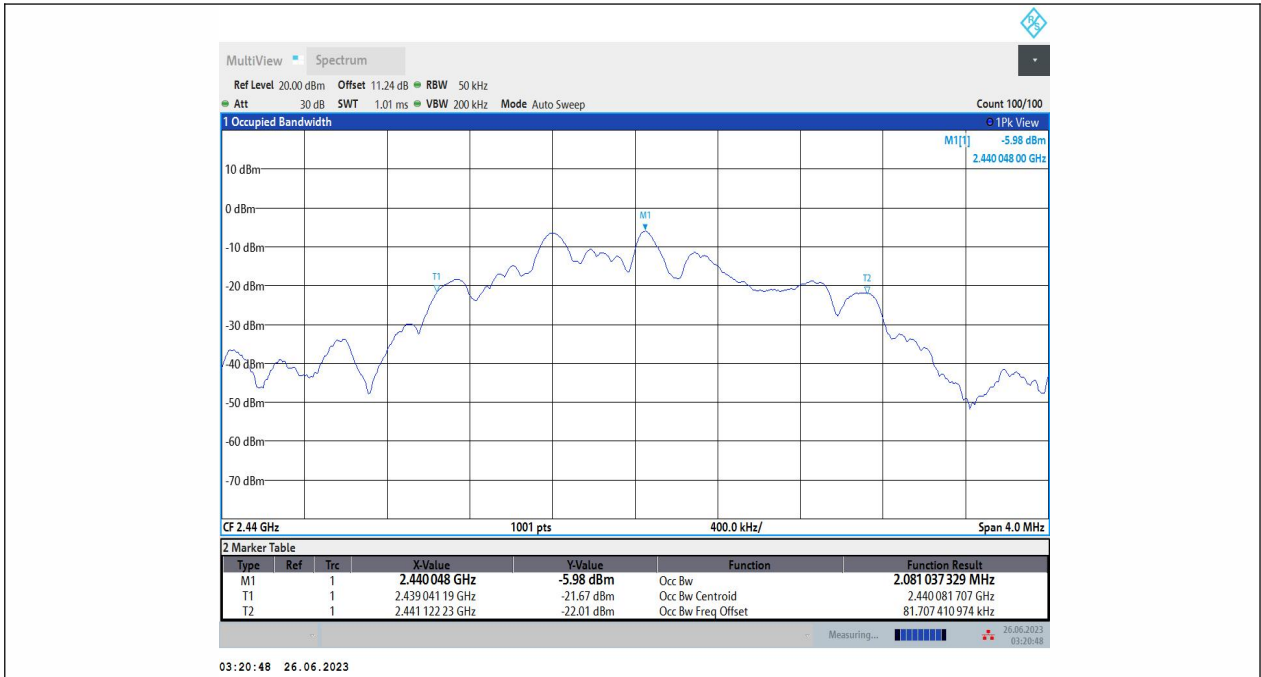 R S
MultiView Spectrum
Ref Level 20.00 dBm Offset 11.24 dB RBW 50 kHz
Att 30 dB SWT 1.01 ms VBW 200 kHz Mode Auto Sweep Count 100/100
1 Occupied Bandwidth 1Pk View
M1[1] -5.98 dBm
2.440 048 00 GHz
10 dBm
0 dBm
M1
-10 dBm
T1
T2
-20 dBm
-30 dBm
-40 dBm
-50 dBm
-60 dBm
-70 dBm
CF 2.44 GHz 1001 pts 400.0 kHz/ Span 4.0 MHz
2 Marker Table
Type Ref Trc X-Value Y-Value Function Function Result
M1 1 2.440 048 GHz -5.98 dBm Occ Bw 2.081 037 329 MHz
T1 1 2.439 041 19 GHz -21.67 dBm Occ Bw Centroid 2.440 081 707 GHz
T2 1 2.441 122 23 GHz -22.01 dBm Occ Bw Freq Offset 81.707 410 974 kHz
Measuring... 26.06.2023
03:20:48
03:20:48 26.06.2023